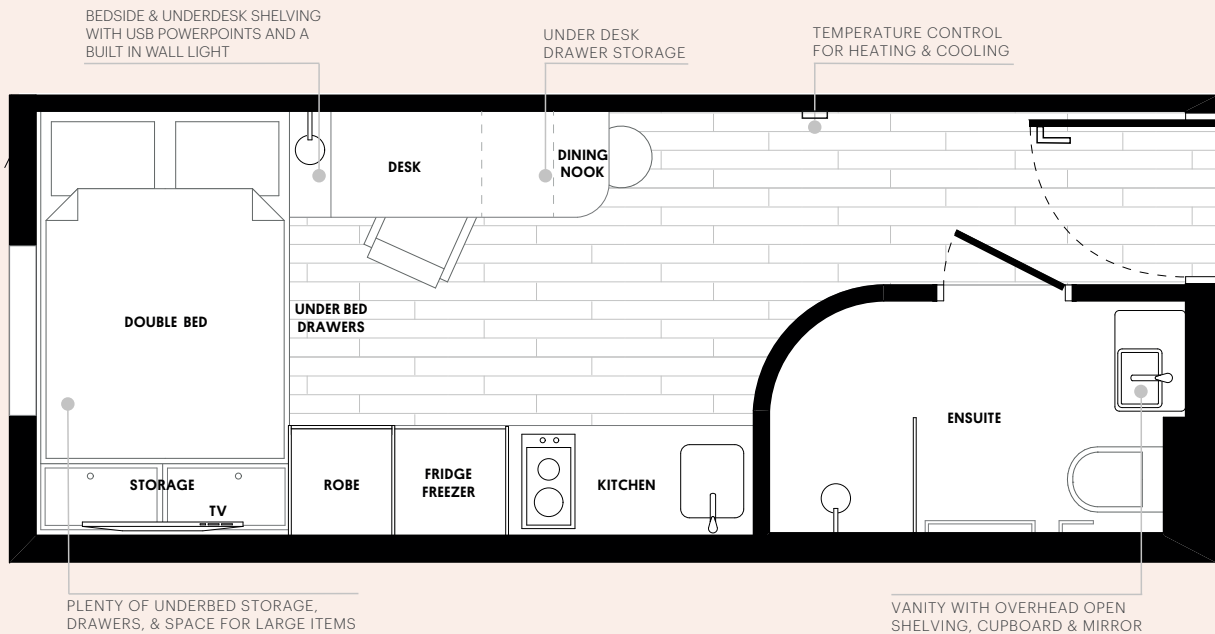 BEDSIDE & UNDERDESK SHELVING
WITH USB POWERPOINTS AND A
BUILT IN WALL LIGHT
UNDER DESK
DRAWER STORAGE
TEMPERATURE CONTROL
FOR HEATING & COOLING
DESK
DINING
NOOK
DOUBLE BED
UNDER BED
DRAWERS
ENSUITE
STORAGE
TV
ROBE
FRIDGE
FREEZER
KITCHEN
PLENTY OF UNDERBED STORAGE,
DRAWERS, & SPACE FOR LARGE ITEMS
VANITY WITH OVERHEAD OPEN
SHELVING, CUPBOARD & MIRROR